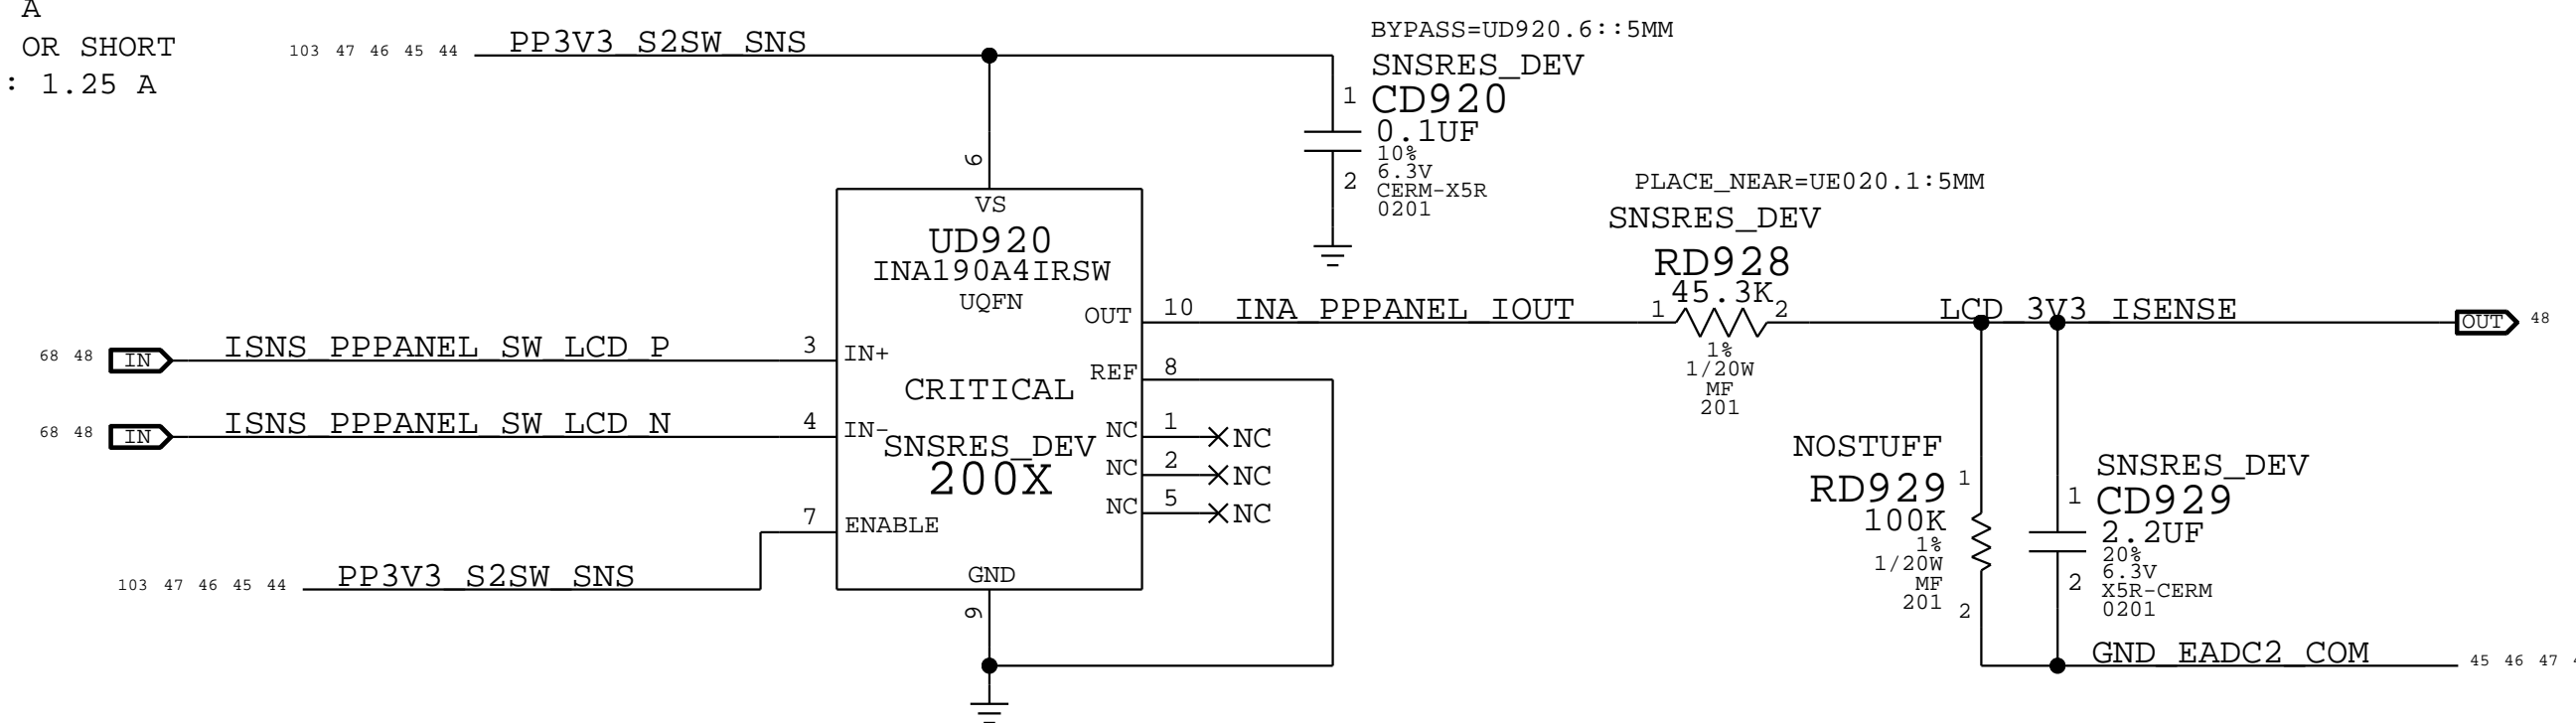 A
OR SHORT
: 1.25 A
103 47 46 45 44
PP3V3_S2SW_SNS
BYPASS=UD920.6::5MM
SNSRES_DEV
1
CD920
0.1UF
10%
6.3V
2
CERM-X5R
0201
6
VS
UD920
INA190A4IRSW
UQFN
PLACE_NEAR=UE020.1:5MM
SNSRES_DEV
RD928
45.3K
1
2
1%
1/20W
MF
201
OUT
10
INA_PPPANEL_IOUT
LCD_3V3_ISENSE
OUT
48
68 48
IN
ISNS_PPPANEL_SW_LCD_P
3
IN+
REF
8
CRITICAL
68 48
IN
ISNS_PPPANEL_SW_LCD_N
4
IN-
SNSRES_DEV
200X
NC
1
NC
NC
2
NC
NC
5
NC
7
ENABLE
GND
9
103 47 46 45 44
PP3V3_S2SW_SNS
NOSTUFF
RD929
1
100K
1%
1/20W
MF
201
2
SNSRES_DEV
1
CD929
2.2UF
20%
6.3V
2
X5R-CERM
0201
GND_EADC2_COM
45 46 47